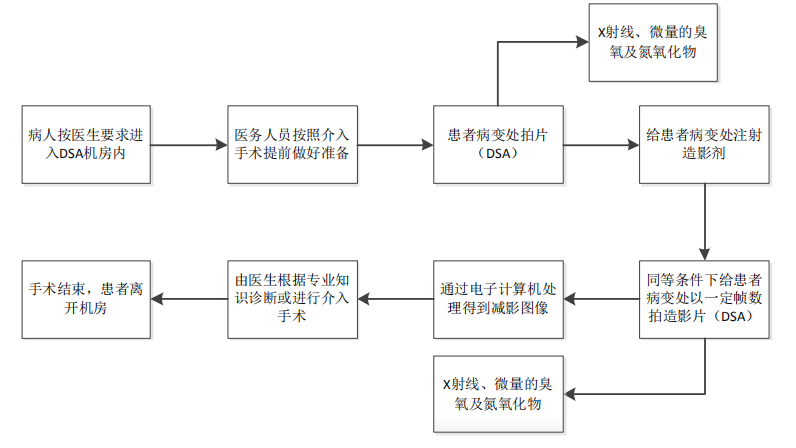 X射线、微量的臭
氧及氮氧化物
病人按医生要求进
入DSA机房内
医务人员按照介入
手术提前做好准备
患者病变处拍片
（DSA）
给患者病变处注射
造影剂
同等条件下给患者
病变处以一定帧数
拍造影片（DSA）
通过电子计算机处
理得到减影图像
由医生根据专业知
识诊断或进行介入
手术
手术结束，患者离
开机房
X射线、微量的臭
氧及氮氧化物